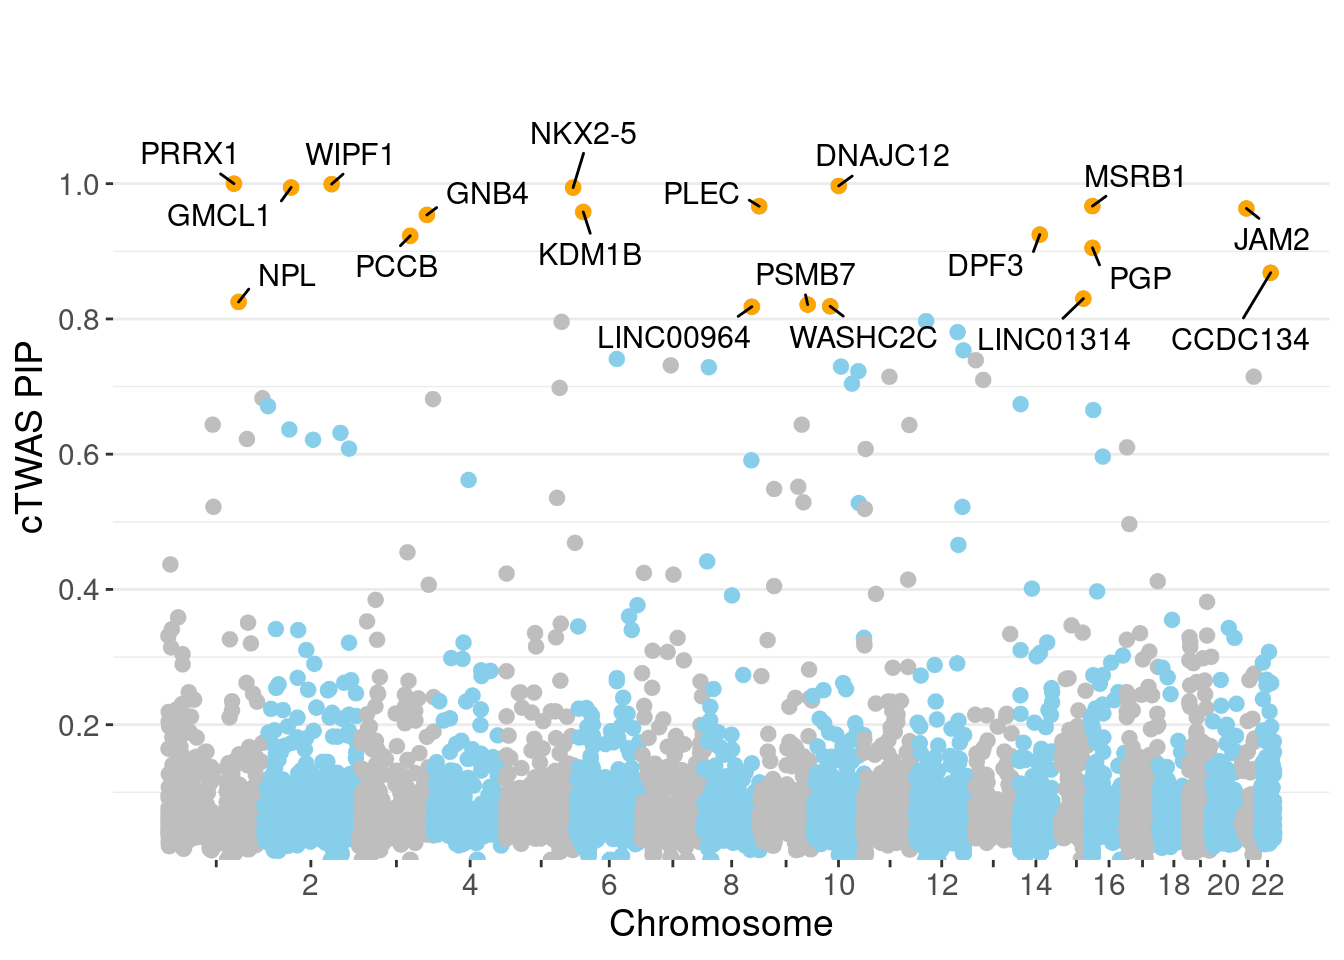 NKX2-5
PRRX1
WIPF1
DNAJC12
MSRB1
GNB4
PLEC
GMCL1
JAM2
KDM1B
PCCB
DPF3
NPL
PSMB7
PGP
LINC00964
WASHC2C
LINC01314
CCDC134
1.0
0.8
0.6
0.4
0.2
cTWAS PIP
2 4 6 8 10 12 14 16 18 20 22
Chromosome